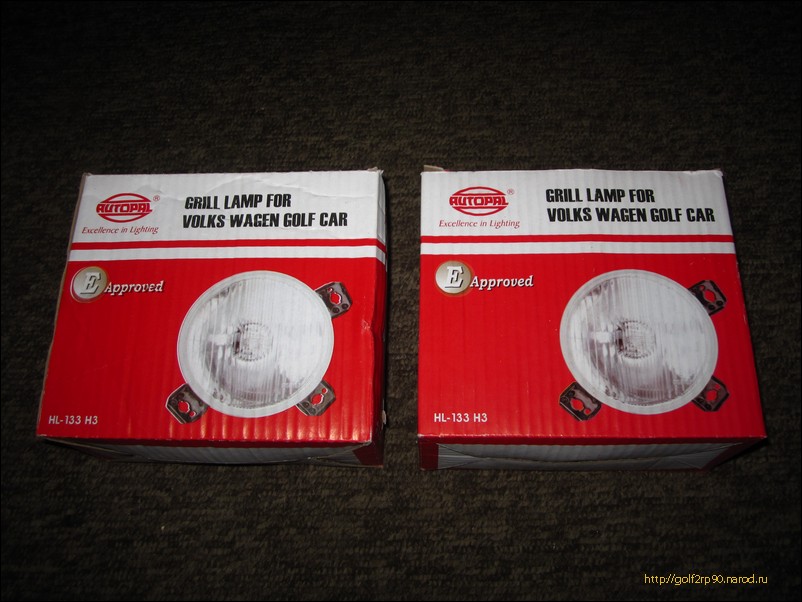 AUTOPAL®
Excellence in Lighting
GRILL LAMP FOR
VOLKS WAGEN GOLF CAR
E Approved
HL-133 H3
AUTOPAL®
Excellence in Lighting
GRILL LAMP FOR
VOLKS WAGEN GOLF CAR
E Approved
HL-133 H3
http://golf2rp90.narod.ru